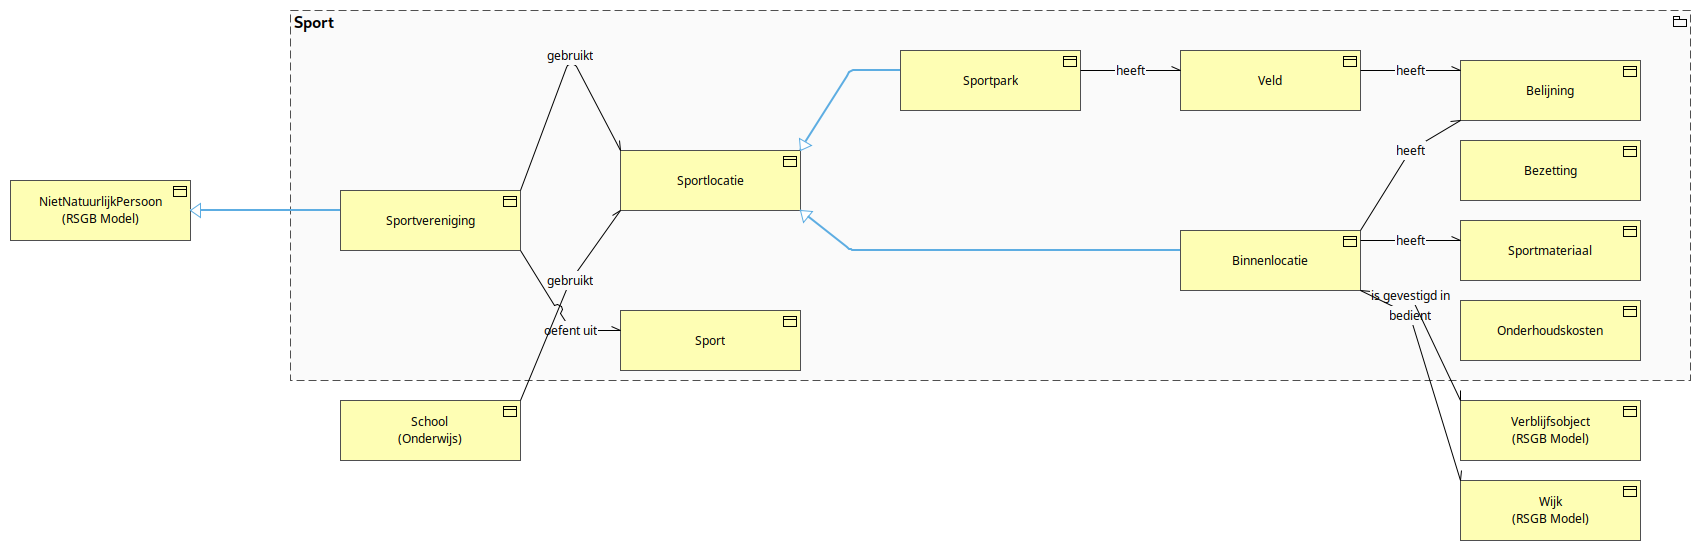 Sport
gebruikt
Sportpark
heeft
Veld
heeft
Belijning
heeft
Bezetting
Sportlocatie
NietNatuurlijkPersoon
(RSGB Model)
Sportvereniging
heeft
Sportmateriaal
Binnenlocatie
gebruikt
is gevestigd in
bedient
oefent uit
Sport
Onderhoudskosten
School
(Onderwijs)
Verblijfsobject
(RSGB Model)
Wijk
(RSGB Model)